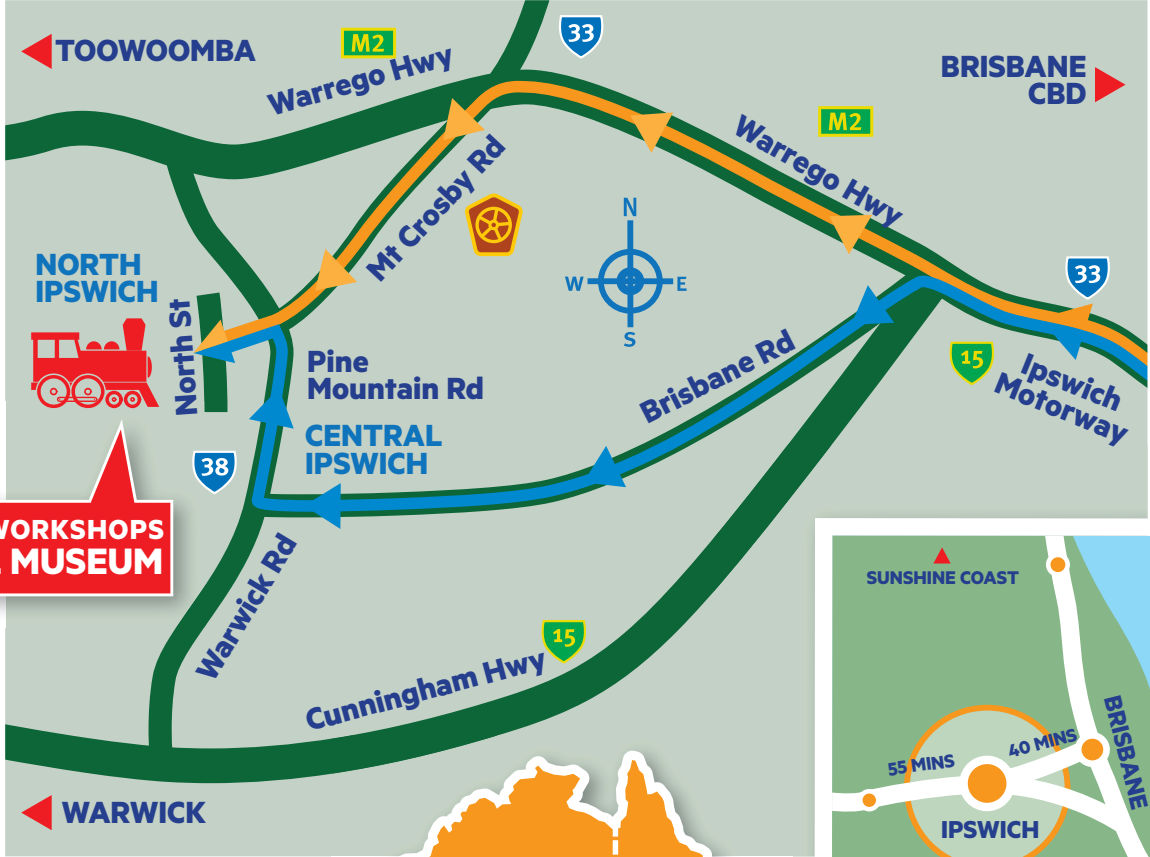 TOOWOOMBA
M2
Warrego Hwy
33
BRISBANE
CBD
M2
Warrego Hwy
Mt Crosby Rd
N
W
E
S
33
NORTH
IPSWICH
North St
Pine
Mountain Rd
Brisbane Rd
15
Ipswich
Motorway
CENTRAL
IPSWICH
38
WORKSHOPS
MUSEUM
Warwick Rd
Cunningham Hwy
15
WARWICK
SUNSHINE COAST
55 MINS
40 MINS
BRISBANE
IPSWICH